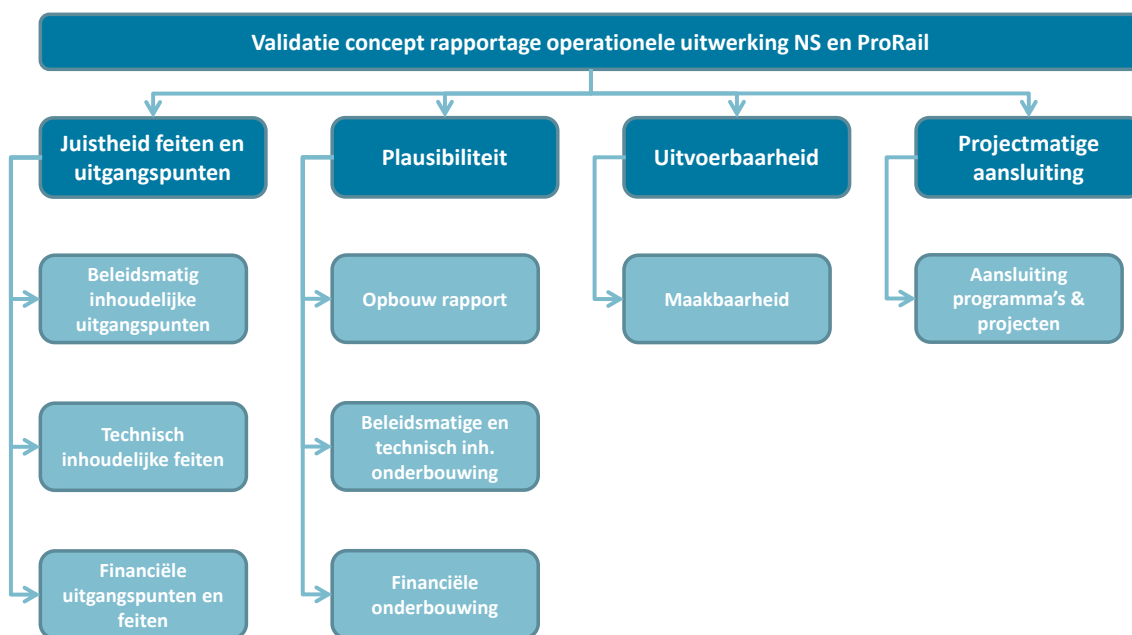 Validatie concept rapportage operationele uitwerking NS en ProRail
Juistheid feiten en
uitgangspunten
Plausibiliteit
Uitvoerbaarheid
Projectmatige
aansluiting
Beleidsmatig
inhoudelijke
uitgangspunten
Opbouw rapport
Maakbaarheid
Aansluiting
programma's &
projecten
Technisch
inhoudelijke feiten
Beleidsmatige en
technisch inh.
onderbouwing
Financiële
uitgangspunten en
feiten
Financiële
onderbouwing